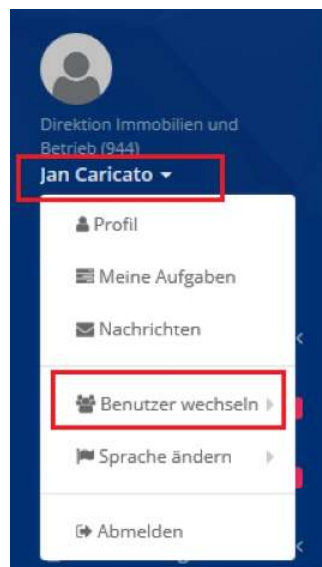 Direktion Immobilien und
Betrieb (944)
Jan Caricato
Profil
Meine Aufgaben
Nachrichten
Benutzer wechseln
Sprache ändern
Abmelden